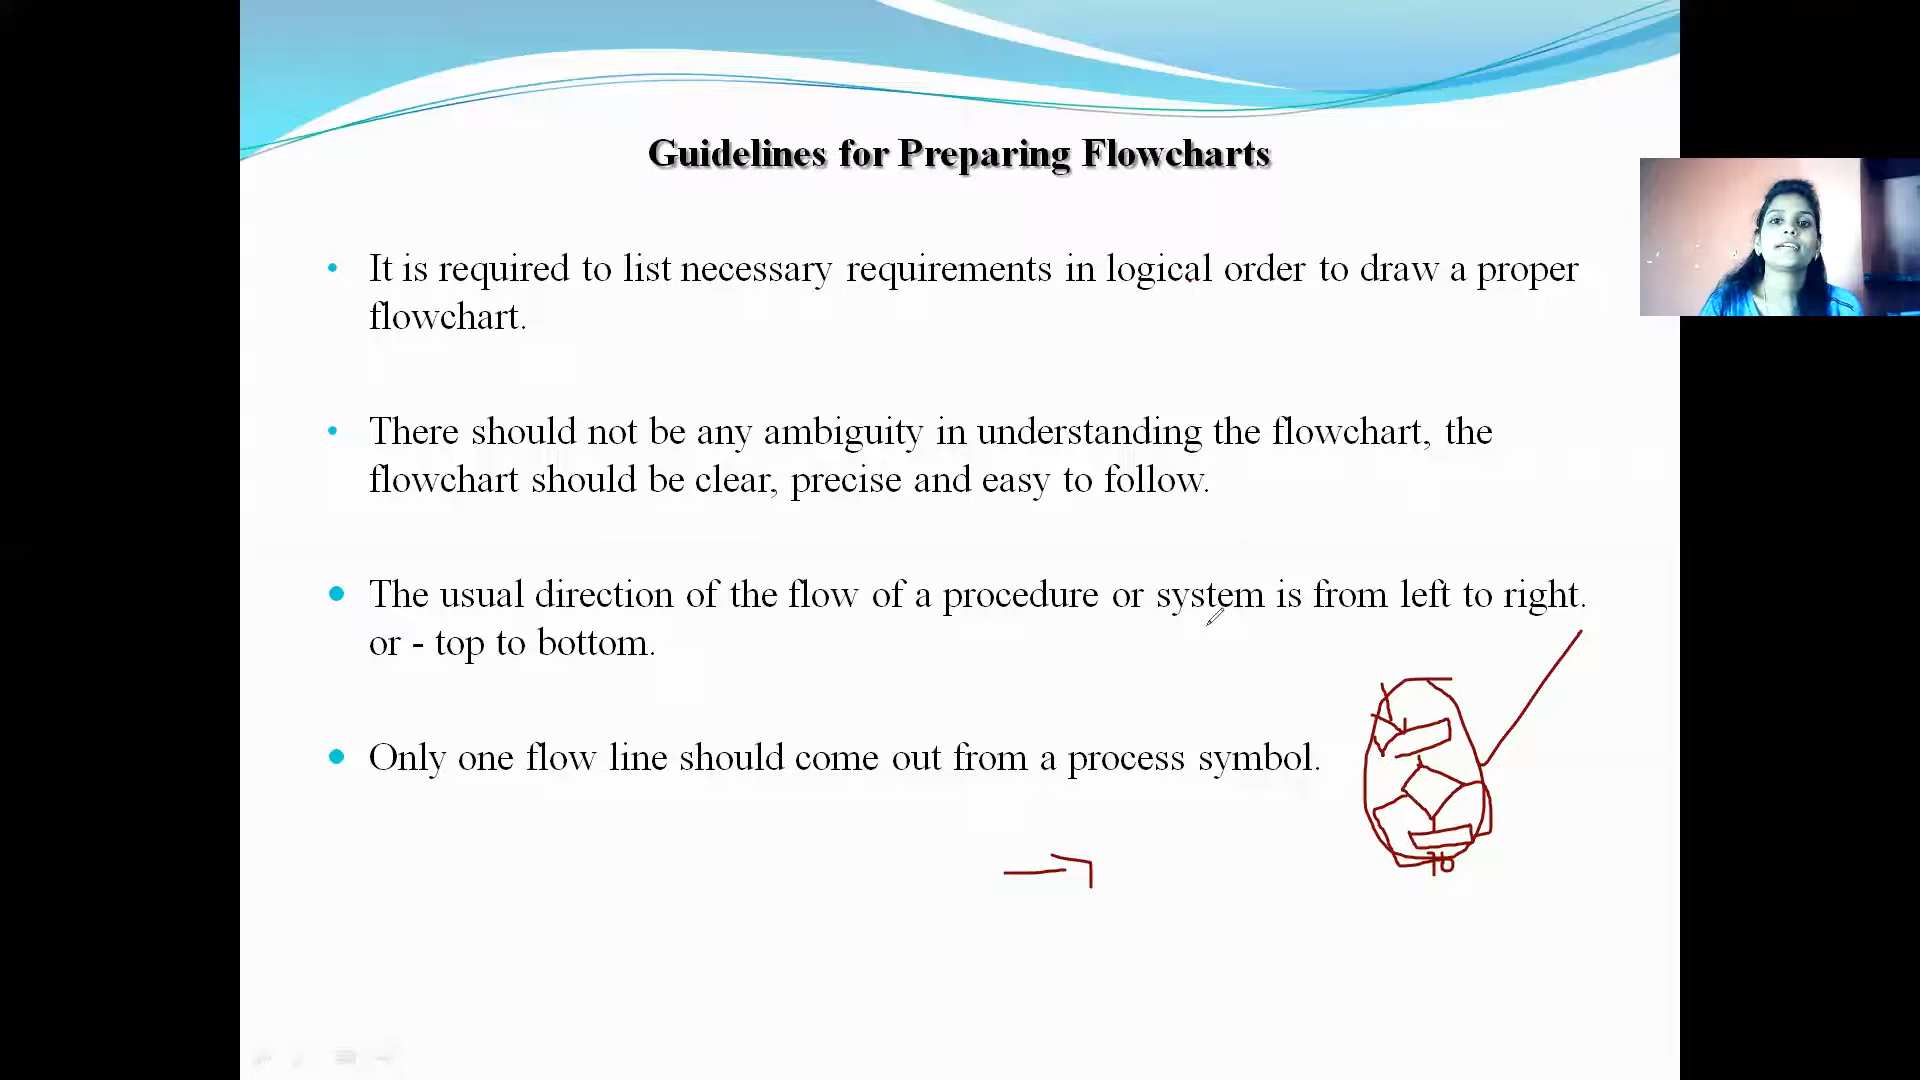 Guidelines for Preparing Flowcharts
• It is required to list necessary requirements in logical order to draw a proper
flowchart.
• There should not be any ambiguity in understanding the flowchart, the
flowchart should be clear, precise and easy to follow.
• The usual direction of the flow of a procedure or system is from left to right.
or - top to bottom.
• Only one flow line should come out from a process symbol.